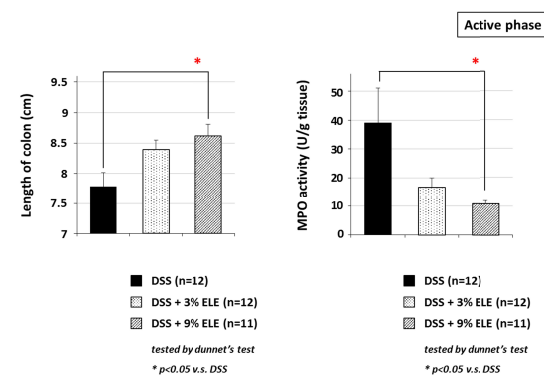 Active phase
*
9.5
9
8.5
8
7.5
7
Length of colon (cm)
DSS (n=12)
DSS + 3% ELE (n=12)
DSS + 9% ELE (n=11)
tested by dunnet's test
* p<0.05 v.s. DSS
*
50
40
30
20
10
0
MPO activity (U/g tissue)
DSS (n=12)
DSS + 3% ELE (n=12)
DSS + 9% ELE (n=11)
tested by dunnet's test
* p<0.05 v.s. DSS